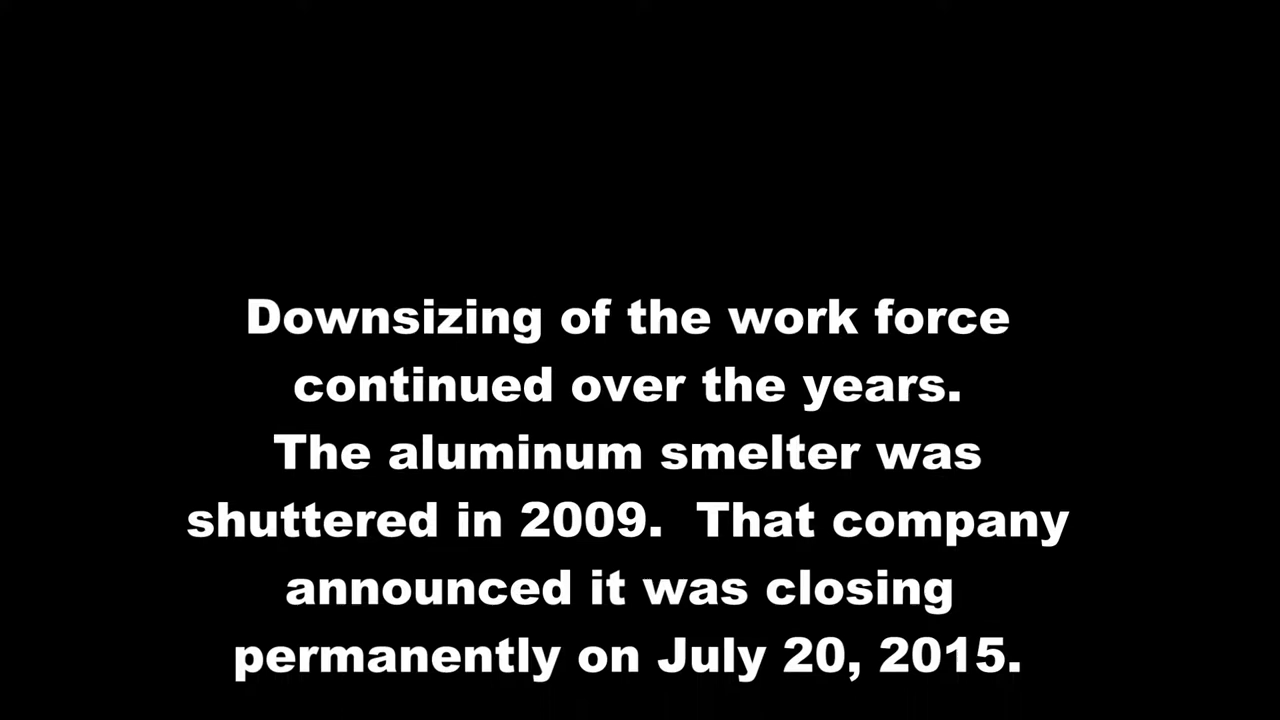 Downsizing of the work force
continued over the years.
The aluminum smelter was
shuttered in 2009.  That company
announced it was closing
permanently on July 20, 2015.